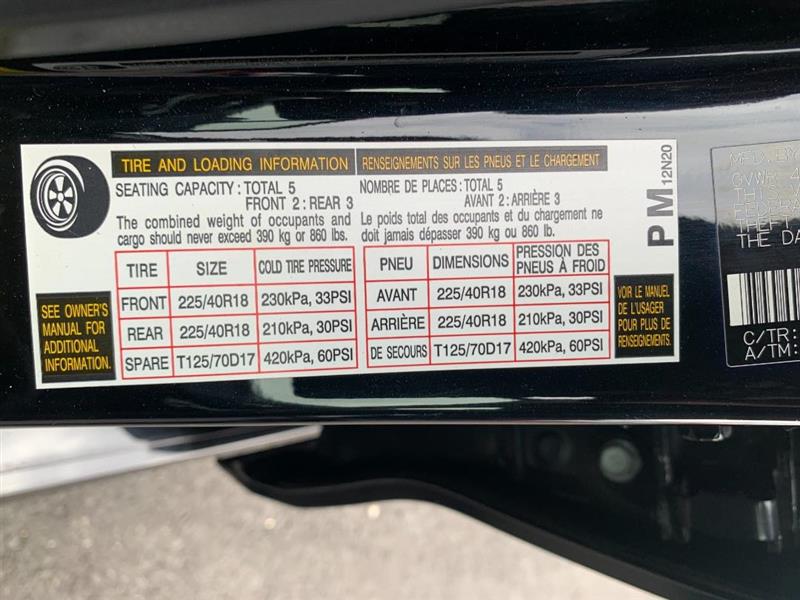 TIRE AND LOADING INFORMATION
SEATING CAPACITY : TOTAL 5
FRONT 2 : REAR 3
The combined weight of occupants and
cargo should never exceed 390 kg or 860 lbs.
RENSEIGNEMENTS SUR LES PNEUS ET LE CHARGEMENT
NOMBRE DE PLACES : TOTAL 5
AVANT 2 : ARRIÈRE 3
Le poids total des occupants et du chargement ne
doit jamais dépasser 390 kg ou 860 lb.
SEE OWNER'S
MANUAL FOR
ADDITIONAL
INFORMATION.
TIRE SIZE COLD TIRE PRESSURE
FRONT 225/40R18 230kPa, 33PSI
REAR 225/40R18 210kPa, 30PSI
SPARE T125/70D17 420kPa, 60PSI
PNEU DIMENSIONS PRESSION DES PNEUS À FROID
AVANT 225/40R18 230kPa, 33PSI
ARRIÈRE 225/40R18 210kPa, 30PSI
DE SECOURS T125/70D17 420kPa, 60PSI
VOIR LE MANUEL
DE L'USAGER
POUR PLUS DE
RENSEIGNEMENTS.
PM 12N20
GVWR: 4
THIS V
FEDERA
THEFT
THE DA
C/TR:
A/TM: